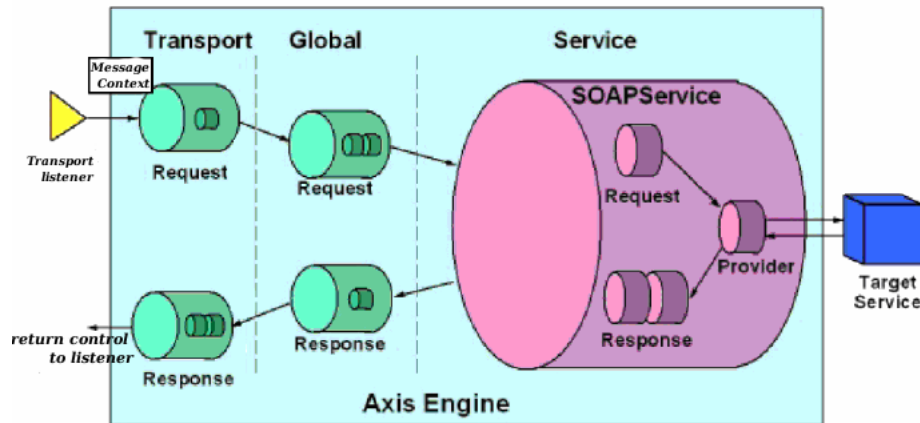 Transport
Global
Service
Message
Context
SOAPService
Transport
listener
Request
Request
Request
Provider
Target
Service
return control
to listener
Response
Response
Response
Axis Engine